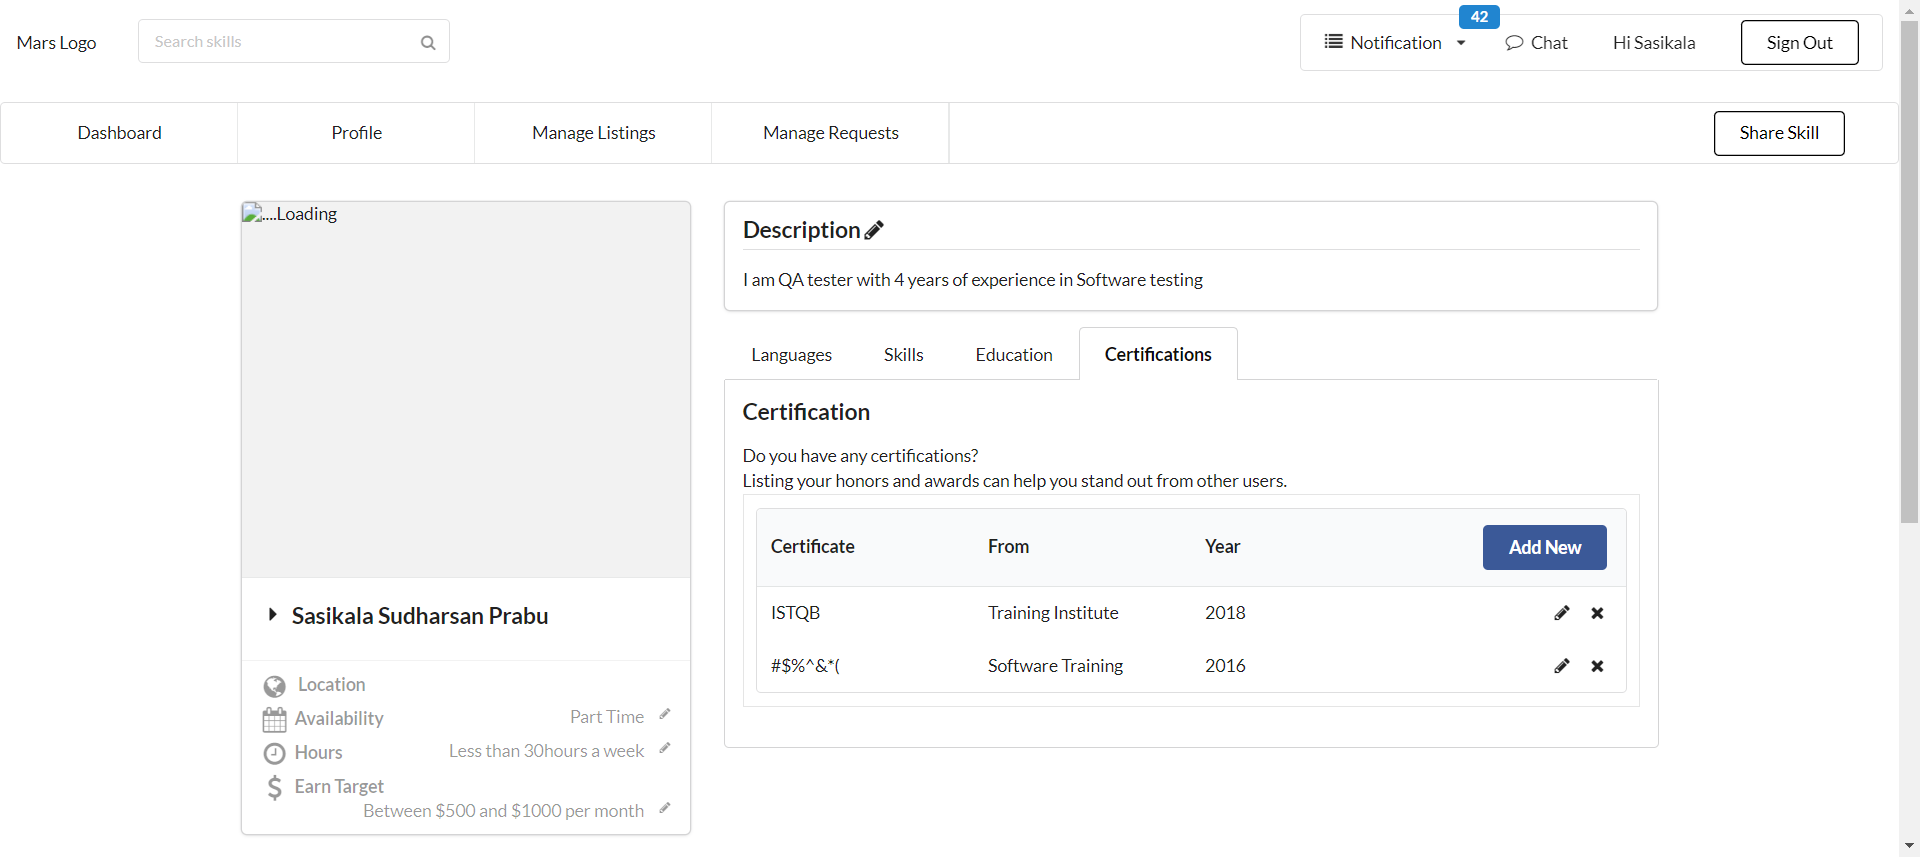 42
Mars Logo
Search skills
Notification
Chat
Hi Sasikala
Sign Out
Dashboard
Profile
Manage Listings
Manage Requests
Share Skill
....Loading
Sasikala Sudharsan Prabu
Location
Availability
Part Time
Hours
Less than 30hours a week
Earn Target
Between $500 and $1000 per month
Description
I am QA tester with 4 years of experience in Software testing
Languages
Skills
Education
Certifications
Certification
Do you have any certifications?
Listing your honors and awards can help you stand out from other users.
Certificate
From
Year
Add New
ISTQB
Training Institute
2018
#$%^&*(
Software Training
2016